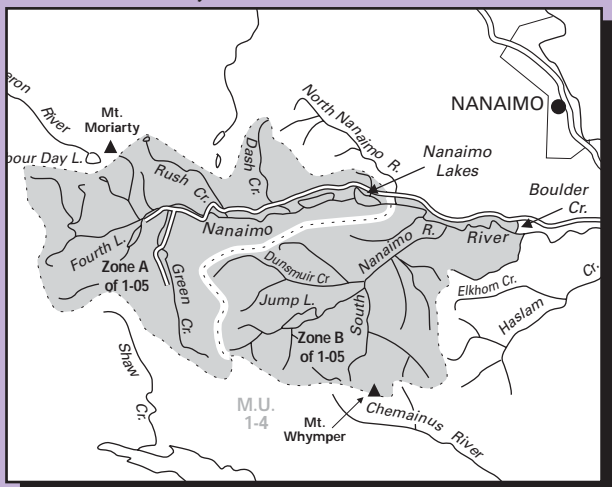 eron
River
Mt.
Moriarty
bour Day L.
North Nanaimo R.
NANAIMO
Nanaimo
Lakes
Boulder
Cr.
Dash Cr.
Rush Cr.
Nanaimo
River
Fourth L.
Zone A
of 1-05
Green Cr.
Dunsmuir Cr
Nanaimo R.
South
Jump L.
Zone B
of 1-05
Elkhom Cr.
Haslam Cr.
Shaw Cr.
M.U.
1-4
Mt.
Whymper
Chemainus River